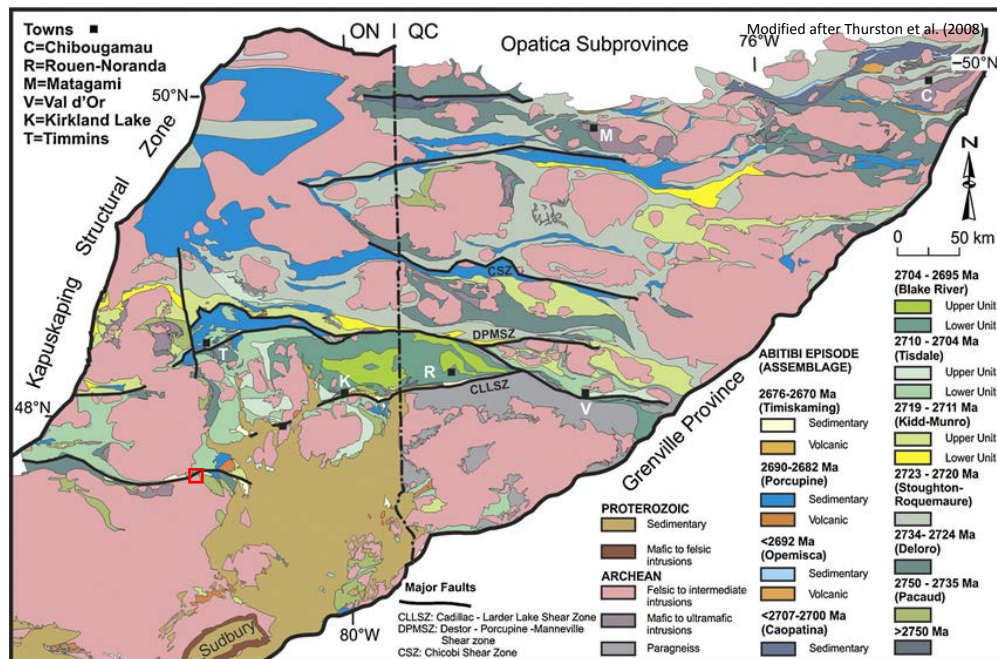 Towns
C=Chibougamau
R=Rouen-Noranda
M=Matagami
V=Val d'Or
K=Kirkland Lake
T=Timmins
ON
QC
Modified after Thurston et al. (2008)
Opatica Subprovince
76°W
50°N
50°N
C
M
Kapuskaping Structural Zone
N
0 50 km
CSZ
DPMSZ
T
K
R
CLLSZ
V
48°N
Grenville Province
80°W
Sudbury
Major Faults
CLLSZ: Cadillac - Larder Lake Shear Zone
DPMSZ: Destor - Porcupine -Manneville
Shear zone
CSZ: Chicobi Shear Zone
PROTEROZOIC
Sedimentary
Mafic to felsic
intrusions
ARCHEAN
Felsic to intermediate
intrusions
Mafic to ultramafic
intrusions
Paragneiss
ABITIBI EPISODE
(ASSEMBLAGE)
2676-2670 Ma
(Timiskaming)
Sedimentary
Volcanic
2690-2682 Ma
(Porcupine)
Sedimentary
Volcanic
<2692 Ma
(Opemisca)
Sedimentary
Volcanic
<2707-2700 Ma
(Caopatina)
Sedimentary
2704 - 2695 Ma
(Blake River)
Upper Unit
Lower Unit
2710 - 2704 Ma
(Tisdale)
Upper Unit
Lower Unit
2719 - 2711 Ma
(Kidd-Munro)
Upper Unit
Lower Unit
2723 - 2720 Ma
(Stoughton-
Roquemaure)
2734 - 2724 Ma
(Deloro)
2750 - 2735 Ma
(Pacaud)
>2750 Ma